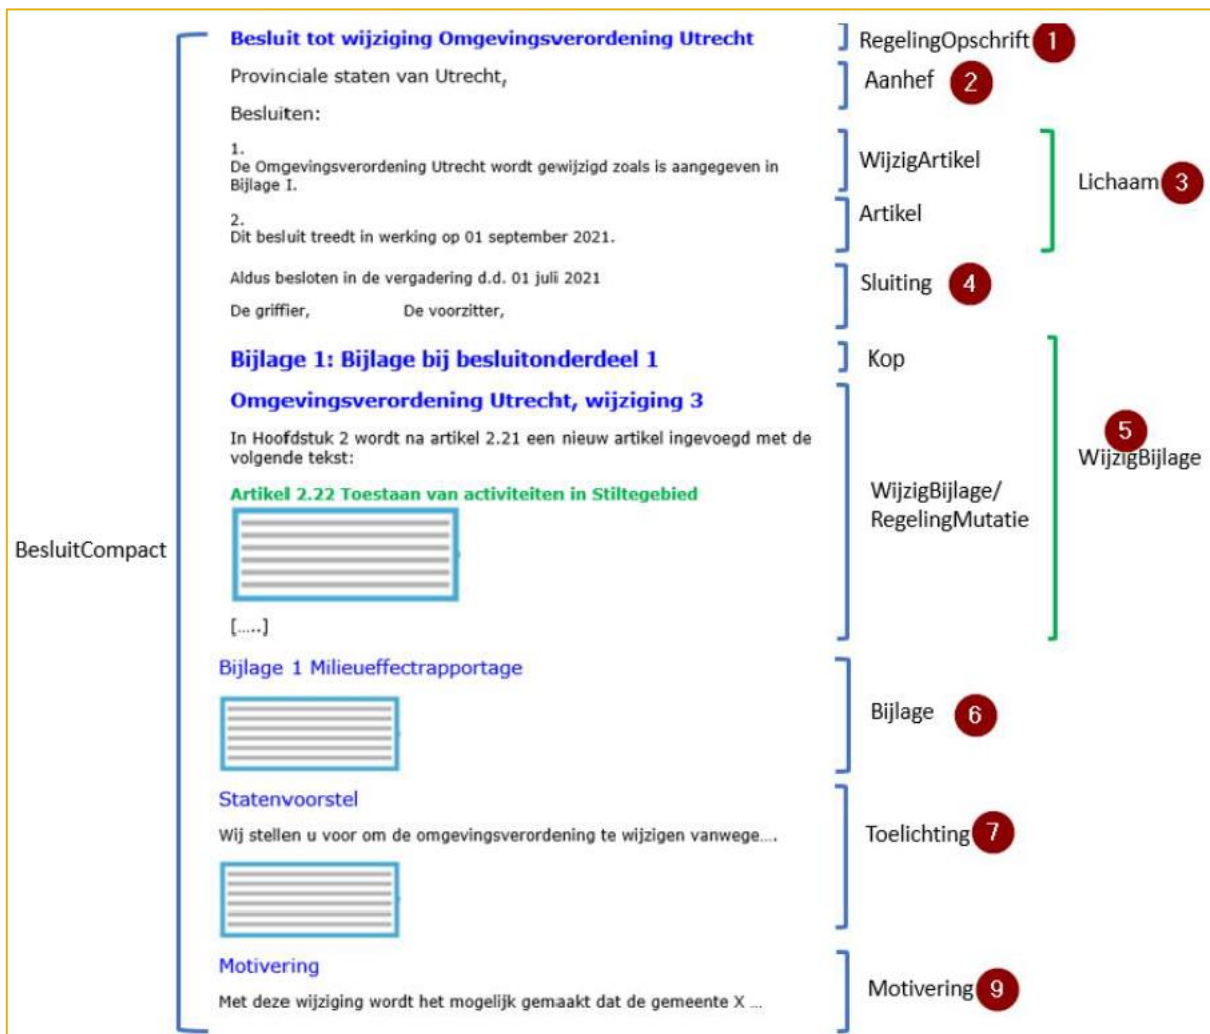 Besluit tot wijziging Omgevingsverordening Utrecht
RegelingOpschrift 1
Provinciale staten van Utrecht,
Aanhef 2
Besluiten:
1.
De Omgevingsverordening Utrecht wordt gewijzigd zoals is aangegeven in
Bijlage I.
WijzigArtikel
Lichaam 3
2.
Dit besluit treedt in werking op 01 september 2021.
Artikel
Aldus besloten in de vergadering d.d. 01 juli 2021
Sluiting 4
De griffier, De voorzitter,
Bijlage 1: Bijlage bij besluitonderdeel 1
Kop
Omgevingsverordening Utrecht, wijziging 3
In Hoofdstuk 2 wordt na artikel 2.21 een nieuw artikel ingevoegd met de
volgende tekst:
5
WijzigBijlage
Artikel 2.22 Toestaan van activiteiten in Stiltegebied
WijzigBijlage/
RegelingMutatie
BesluitCompact
[.....]
Bijlage 1 Milieueffectrapportage
Bijlage 6
Statenvoorstel
Wij stellen u voor om de omgevingsverordening te wijzigen vanwege....
Toelichting 7
Motivering
Met deze wijziging wordt het mogelijk gemaakt dat de gemeente X ...
Motivering 9